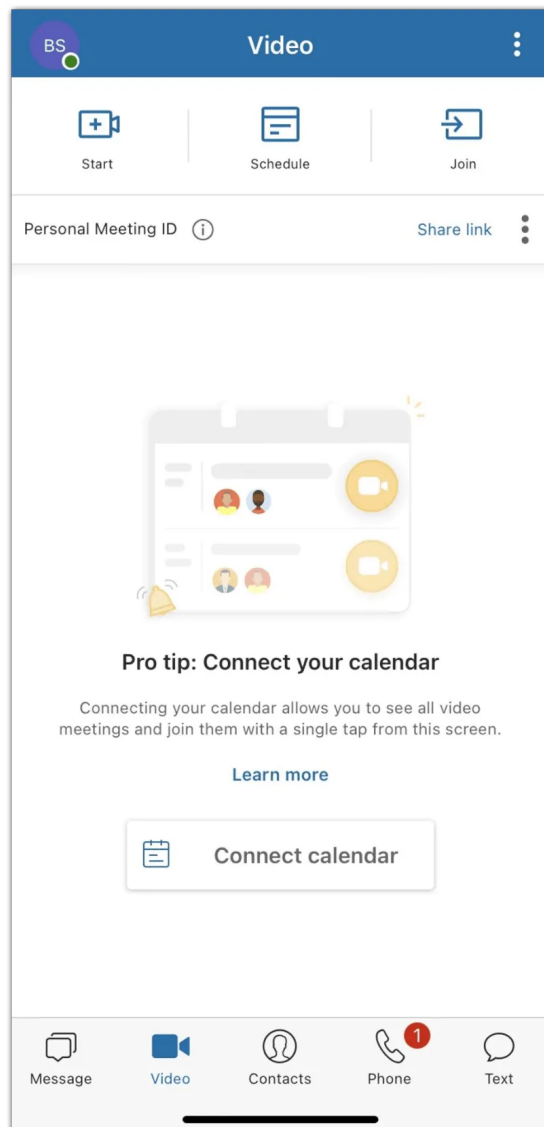 BS
Video
Start
Schedule
Join
Personal Meeting ID
Share link
Pro tip: Connect your calendar
Connecting your calendar allows you to see all video
meetings and join them with a single tap from this screen.
Learn more
Connect calendar
1
Message
Video
Contacts
Phone
Text